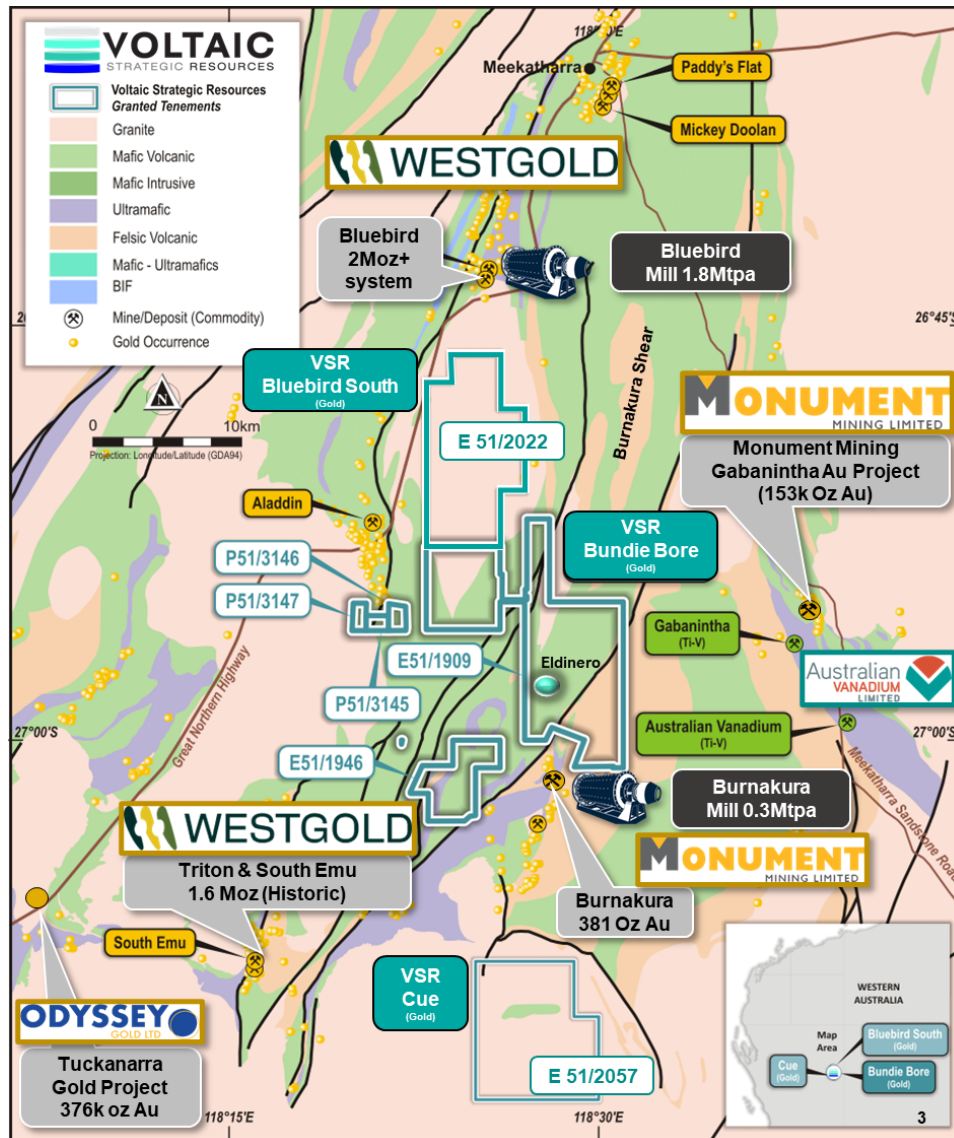 VOLTAIC
STRATEGIC RESOURCES
Voltaic Strategic Resources
Granted Tenements
Granite
Mafic Volcanic
Mafic Intrusive
Ultramafic
Felsic Volcanic
Mafic - Ultramafics
BIF
Mine/Deposit (Commodity)
Gold Occurrence
N
0
10km
Projection: Longitude/Latitude (GDA94)
Meekatharra
Paddy's Flat
Mickey Doolan
WESTGOLD
Bluebird
2Moz+
system
Bluebird
Mill 1.8Mtpa
26°45'S
VSR
Bluebird South
(Gold)
Burnakura Shear
MONUMENT
MINING LIMITED
Monument Mining
Gabanintha Au Project
(153k Oz Au)
E 51/2022
Aladdin
VSR
Bundie Bore
(Gold)
P51/3146
P51/3147
E51/1909
Eldinero
Gabanintha
(Ti-V)
Australian
VANADIUM
LIMITED
P51/3145
Great Northern Highway
27°00'S
Australian Vanadium
(Ti-V)
27°00'S
E51/1946
Meekatharra Sandstone Road
Burnakura
Mill 0.3Mtpa
WESTGOLD
Triton & South Emu
1.6 Moz (Historic)
MONUMENT
MINING LIMITED
Burnakura
381 Oz Au
South Emu
VSR
Cue
(Gold)
ODYSSEY
GOLD LTD
Tuckanarra
Gold Project
376k oz Au
E 51/2057
118°15'E
118°30'E
WESTERN
AUSTRALIA
Map
Area
Bluebird South
(Gold)
Cue
(Gold)
Bundie Bore
(Gold)
3